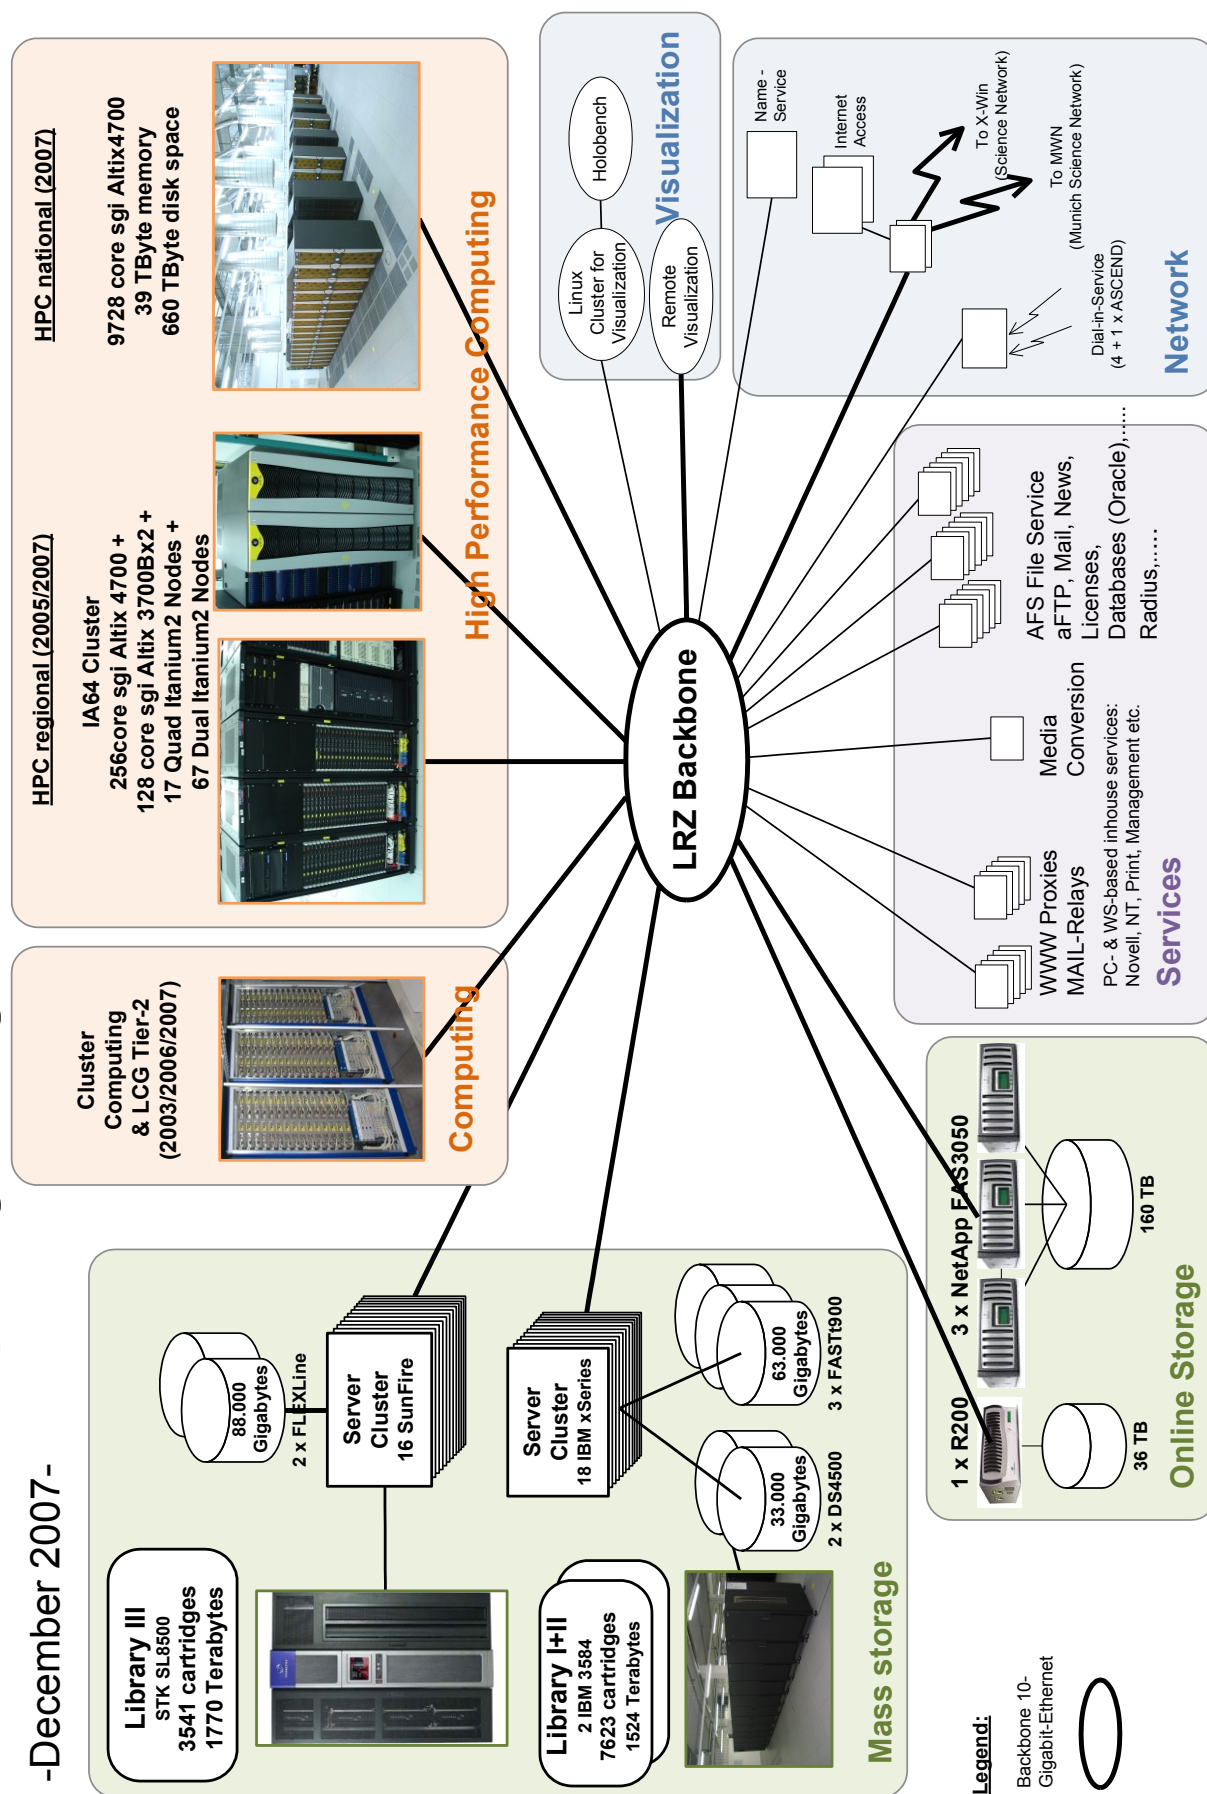 -December 2007-
Library III
STK SL8500
3541 cartridges
1770 Terabytes
88.000
Gigabytes
2 x FLEXLine
Server
Cluster
16 SunFire
Library I+II
2 IBM 3584
7623 cartridges
1524 Terabytes
Server
Cluster
18 IBM xSeries
33.000
Gigabytes
2 x DS4500
63.000
Gigabytes
3 x FASTt900
Mass storage
Cluster
Computing
& LCG Tier-2
(2003/2006/2007)
Computing
HPC regional (2005/2007)
IA64 Cluster
256core sgi Altix 4700 +
128 core sgi Altix 3700Bx2 +
17 Quad Itanium2 Nodes +
67 Dual Itanium2 Nodes
HPC national (2007)
9728 core sgi Altix4700
39 TByte memory
660 TByte disk space
High Performance Computing
LRZ Backbone
Linux
Cluster for
Visualization
Holobench
Remote
Visualization
Visualization
Name -
Service
Internet
Access
To X-Win
(Science Network)
To MWN
(Munich Science Network)
Dial-in-Service
(4 + 1 x ASCEND)
Network
1 x R200
3 x NetApp FAS3050
36 TB
160 TB
Online Storage
WWW Proxies
MAIL-Relays
Media
Conversion
AFS File Service
aFTP, Mail, News,
Licenses,
Databases (Oracle),.....
Radius,.....
PC- & WS-based inhouse services:
Novell, NT, Print, Management etc.
Services
Legend:
Backbone 10-
Gigabit-Ethernet